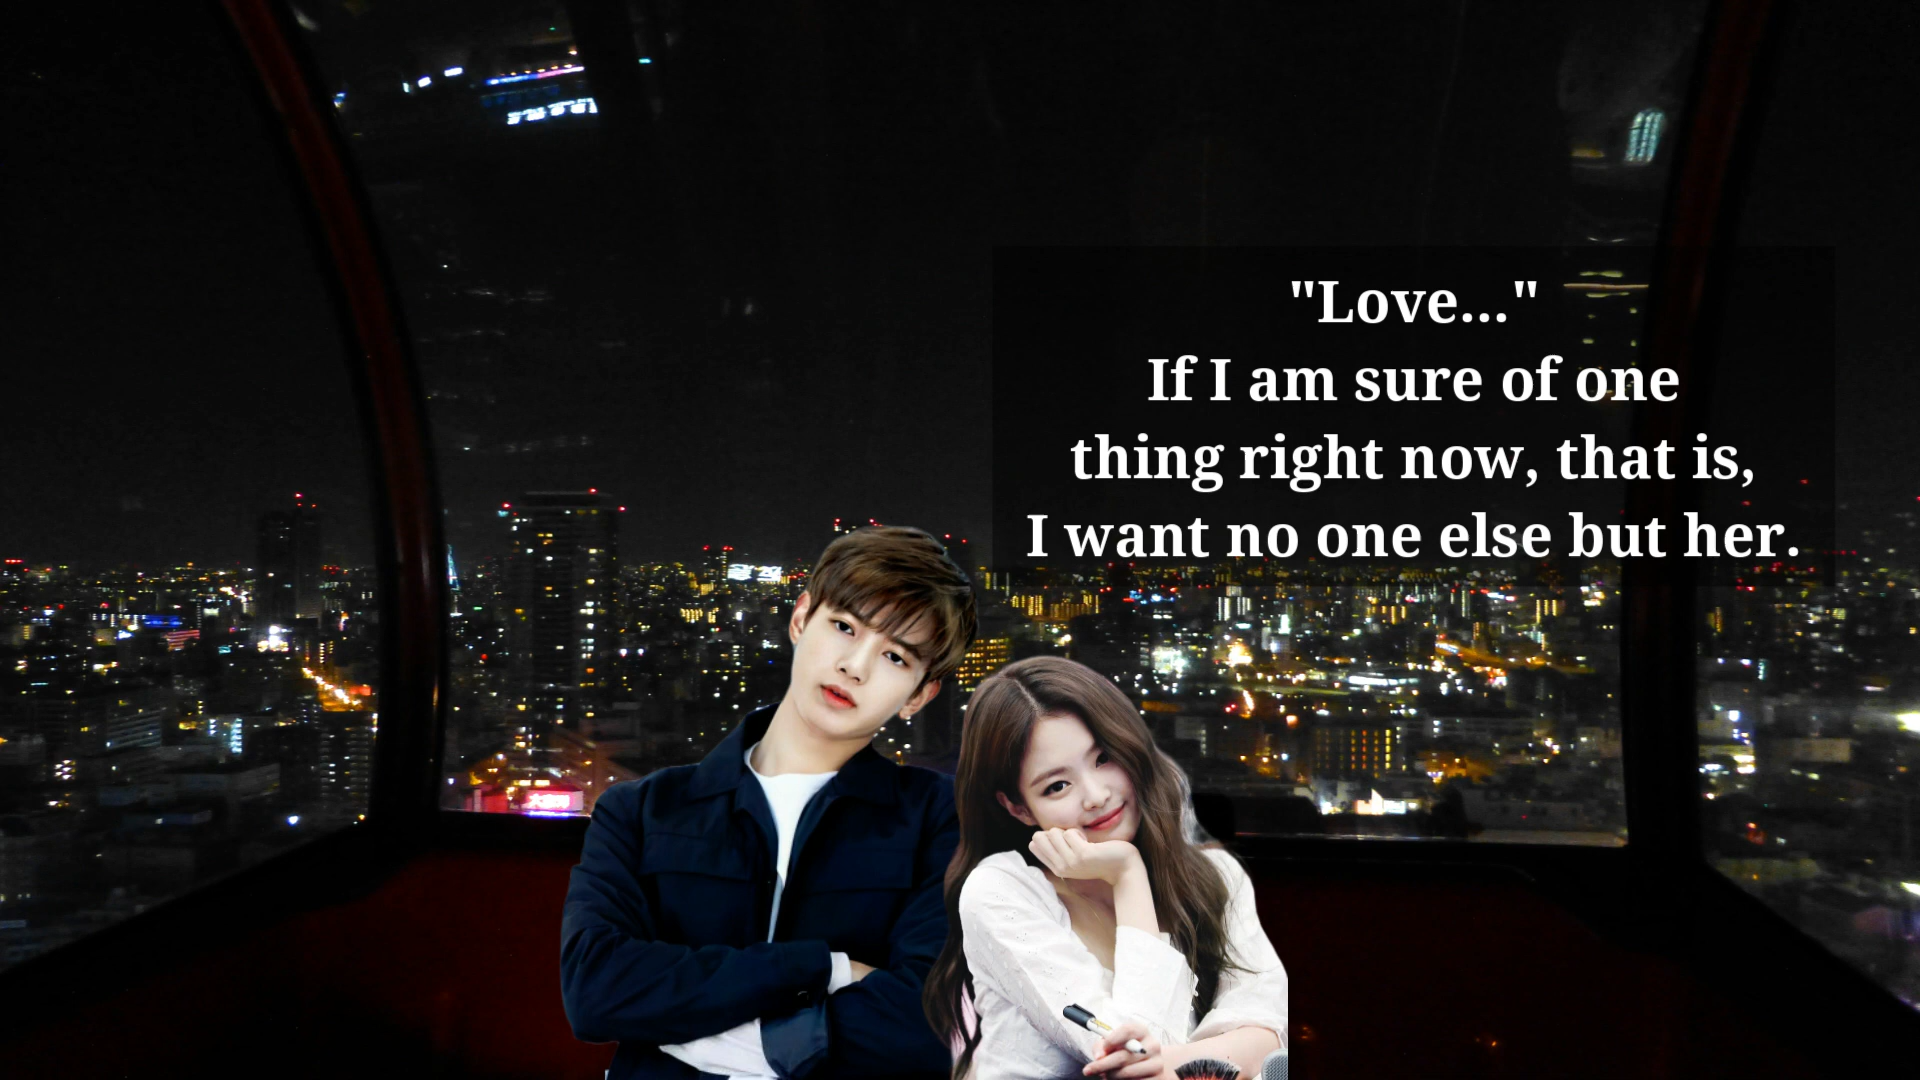 "Love..."
If I am sure of one
thing right now, that is,
I want no one else but her.